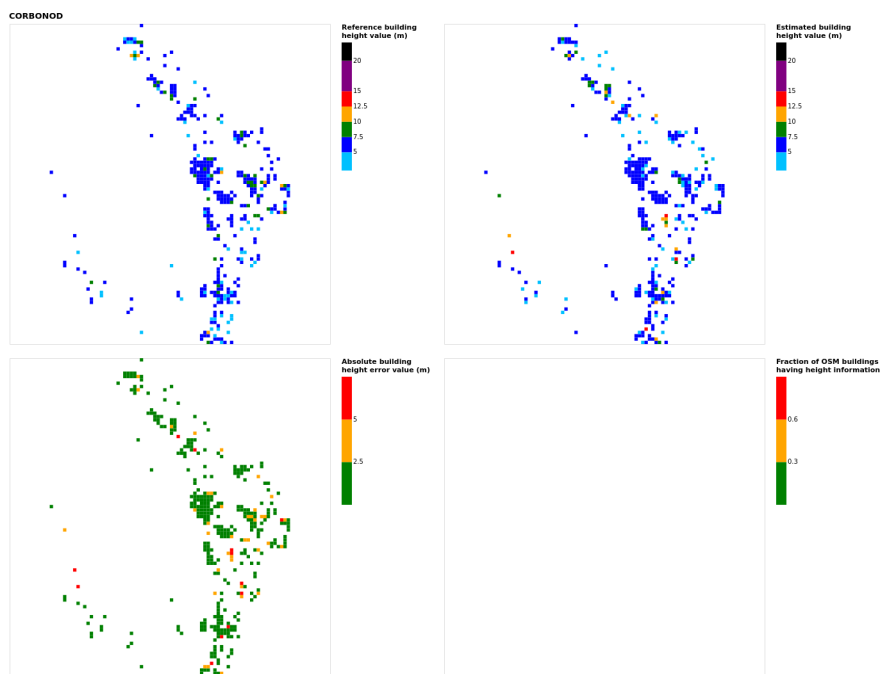 CORBONOD
Reference building
height value (m)
20
15
12.5
10
7.5
5
Estimated building
height value (m)
20
15
12.5
10
7.5
5
Absolute building
height error value (m)
5
2.5
Fraction of OSM buildings
having height information
0.6
0.3